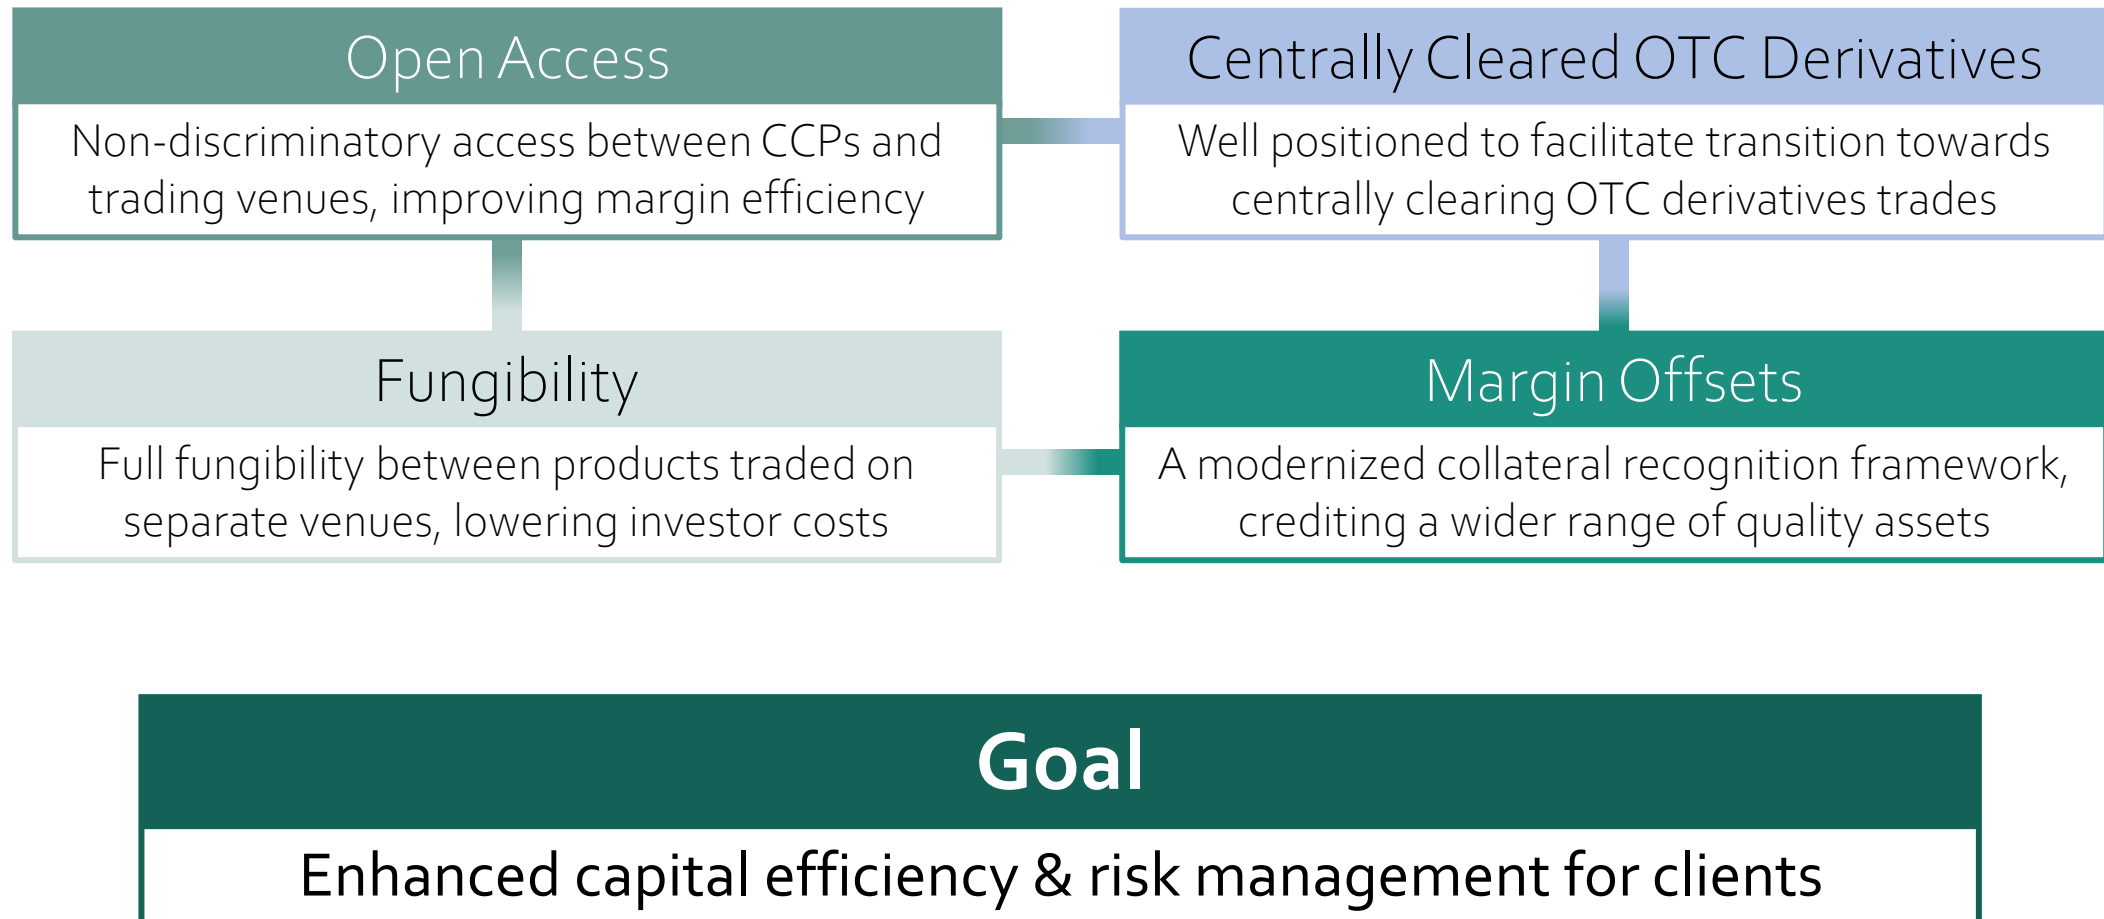 Open Access
Non-discriminatory access between CCPs and
trading venues, improving margin efficiency
Centrally Cleared OTC Derivatives
Well positioned to facilitate transition towards
centrally clearing OTC derivatives trades
Fungibility
Full fungibility between products traded on
separate venues, lowering investor costs
Margin Offsets
A modernized collateral recognition framework,
crediting a wider range of quality assets
Goal
Enhanced capital efficiency & risk management for clients